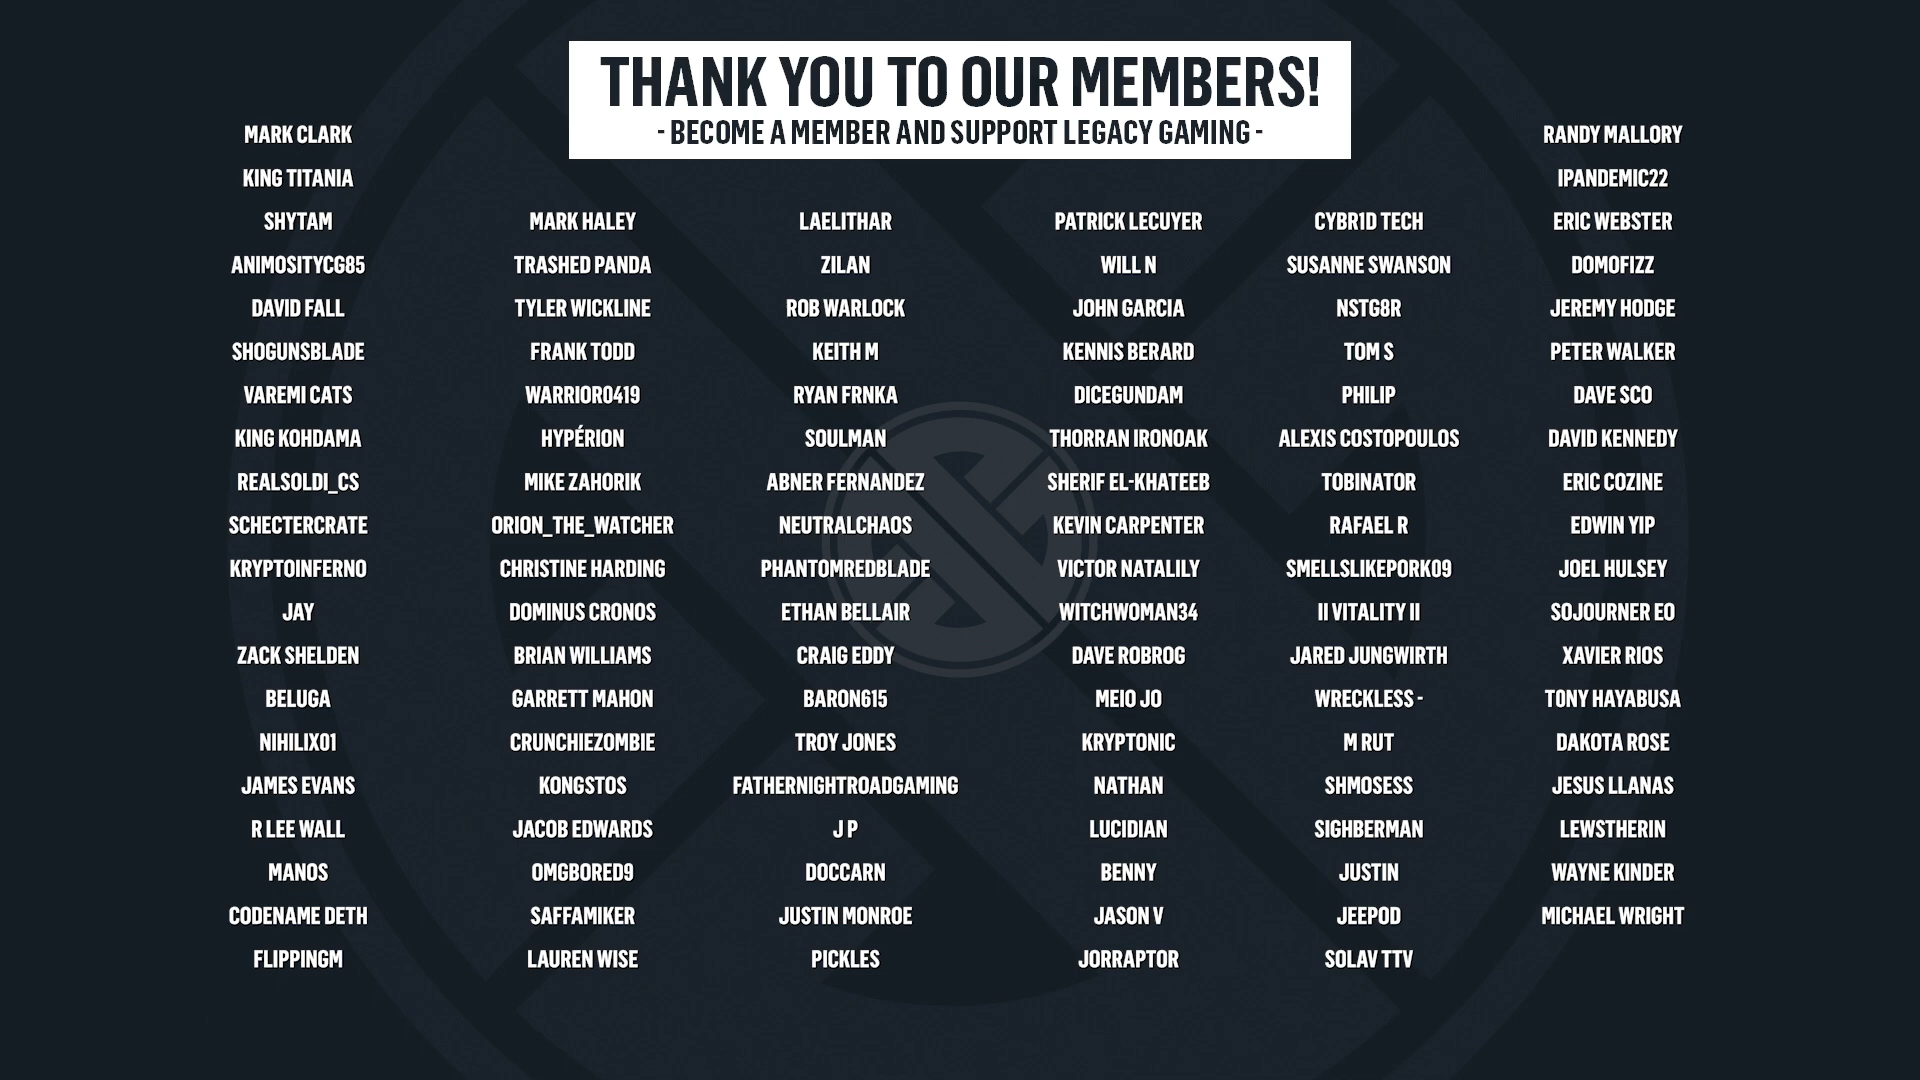 THANK YOU TO OUR MEMBERS!
- BECOME A MEMBER AND SUPPORT LEGACY GAMING -
MARK CLARK
KING TITANIA
SHYTAM
ANIMOSITYCG85
DAVID FALL
SHOGUNSBLADE
VAREMI CATS
KING KOHDAMA
REALSOLDI_CS
SCHECTERCRATE
KRYPTOINFERNO
JAY
ZACK SHELDEN
BELUGA
NIHILIX01
JAMES EVANS
R LEE WALL
MANOS
CODENAME DETH
FLIPPINGM
MARK HALEY
TRASHED PANDA
TYLER WICKLINE
FRANK TODD
WARRIOR0419
HYPÉRION
MIKE ZAHORIK
ORION_THE_WATCHER
CHRISTINE HARDING
DOMINUS CRONOS
BRIAN WILLIAMS
GARRETT MAHON
CRUNCHIEZOMBIE
KONGSTOS
JACOB EDWARDS
OMGBORED9
SAFFAMIKER
LAUREN WISE
LAELITHAR
ZILAN
ROB WARLOCK
KEITH M
RYAN FRNKA
SOULMAN
ABNER FERNANDEZ
NEUTRALCHAOS
PHANTOMREDBLADE
ETHAN BELLAIR
CRAIG EDDY
BARON615
TROY JONES
FATHERNIGHTROADGAMING
J P
DOCCARN
JUSTIN MONROE
PICKLES
PATRICK LECUYER
WILL N
JOHN GARCIA
KENNIS BERARD
DICEGUNDAM
THORRAN IRONOAK
SHERIF EL-KHATEEB
KEVIN CARPENTER
VICTOR NATALILY
WITCHWOMAN34
DAVE ROBROG
MEIO JO
KRYPTONIC
NATHAN
LUCIDIAN
BENNY
JASON V
JORRAPTOR
CYBR1D TECH
SUSANNE SWANSON
NSTG8R
TOM S
PHILIP
ALEXIS COSTOPOULOS
TOBINATOR
RAFAEL R
SMELLSLIKEPORK09
II VITALITY II
JARED JUNGWIRTH
WRECKLESS -
M RUT
SHMOSESS
SIGHBERMAN
JUSTIN
JEEPOD
SOLAV TTV
RANDY MALLORY
IPANDEMIC22
ERIC WEBSTER
DOMOFIZZ
JEREMY HODGE
PETER WALKER
DAVE SCO
DAVID KENNEDY
ERIC COZINE
EDWIN YIP
JOEL HULSEY
SOJOURNER EO
XAVIER RIOS
TONY HAYABUSA
DAKOTA ROSE
JESUS LLANAS
LEWSTHERIN
WAYNE KINDER
MICHAEL WRIGHT